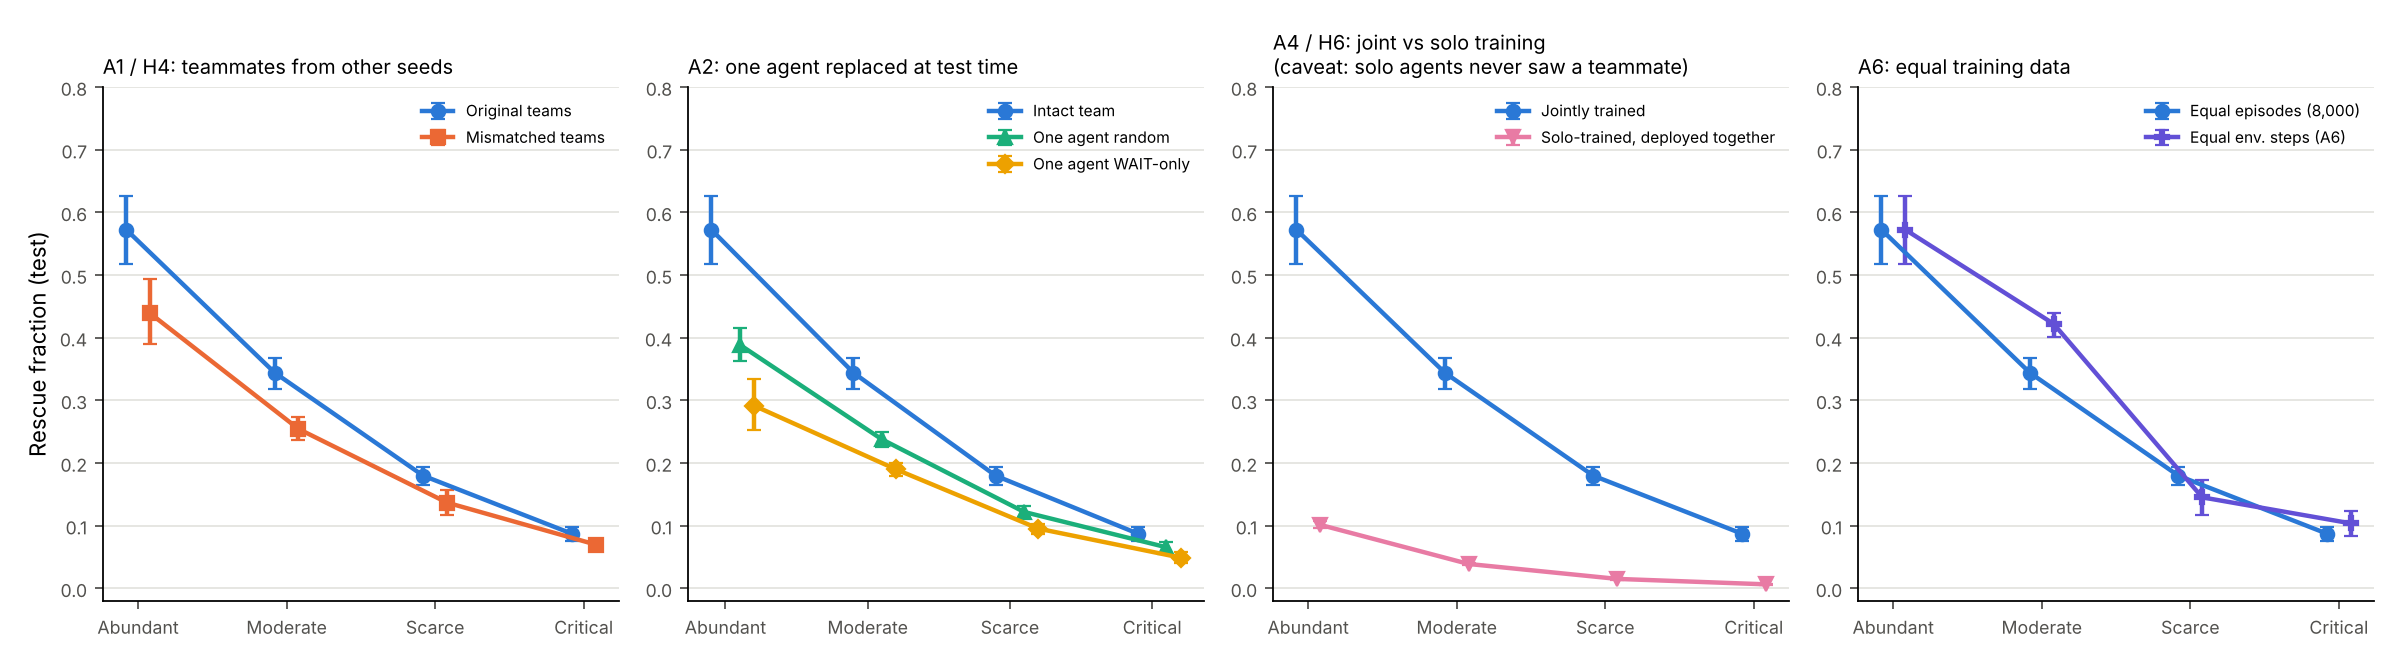 A1 / H4: teammates from other seeds
Original teams
Mismatched teams
Rescue fraction (test)
0.8
0.7
0.6
0.5
0.4
0.3
0.2
0.1
0.0
Abundant
Moderate
Scarce
Critical
A2: one agent replaced at test time
Intact team
One agent random
One agent WAIT-only
0.8
0.7
0.6
0.5
0.4
0.3
0.2
0.1
0.0
Abundant
Moderate
Scarce
Critical
A4 / H6: joint vs solo training
(caveat: solo agents never saw a teammate)
Jointly trained
Solo-trained, deployed together
0.8
0.7
0.6
0.5
0.4
0.3
0.2
0.1
0.0
Abundant
Moderate
Scarce
Critical
A6: equal training data
Equal episodes (8,000)
Equal env. steps (A6)
0.8
0.7
0.6
0.5
0.4
0.3
0.2
0.1
0.0
Abundant
Moderate
Scarce
Critical